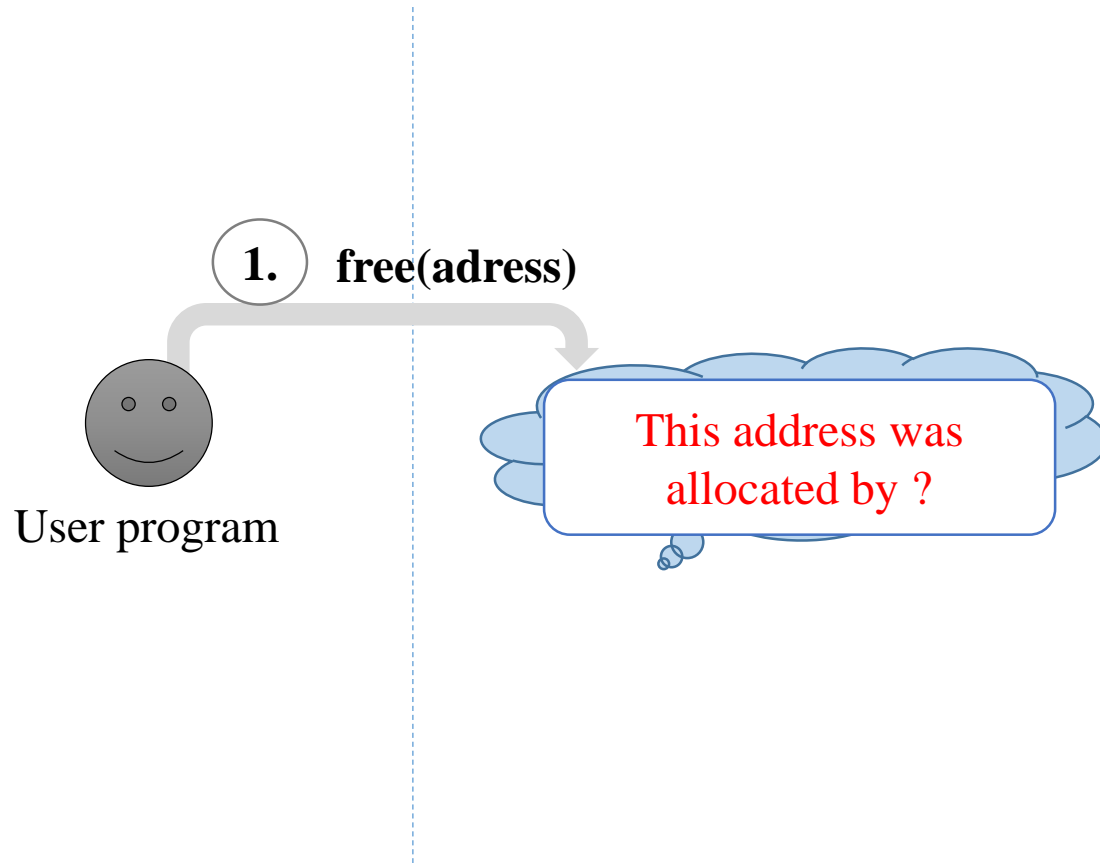 1. free(adress)
This address was
allocated by ?
User program